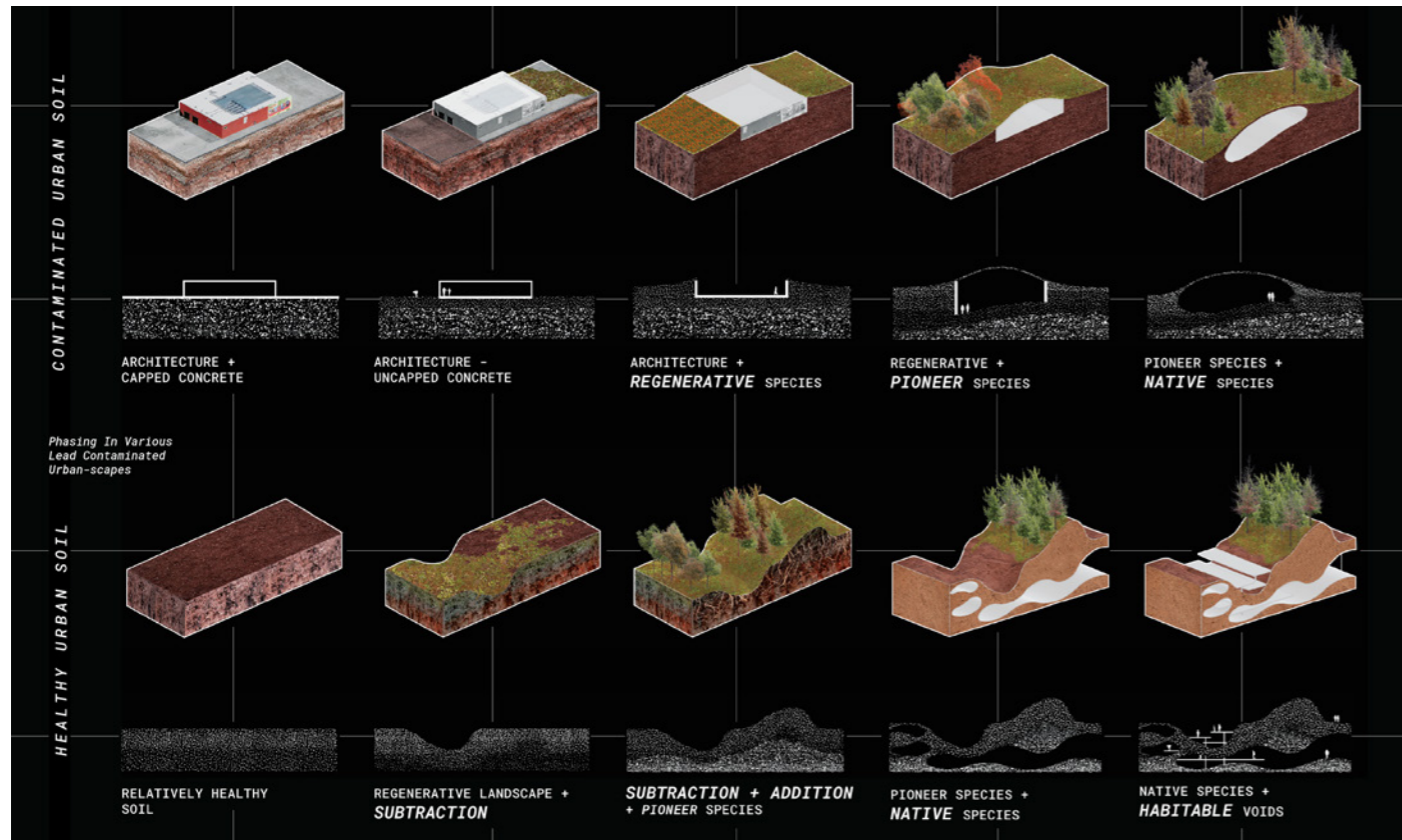 CONTAMINATED URBAN SOIL
ARCHITECTURE +
CAPPED CONCRETE
ARCHITECTURE –
UNCAPPED CONCRETE
ARCHITECTURE +
REGENERATIVE SPECIES
REGENERATIVE +
PIONEER SPECIES
PIONEER SPECIES +
NATIVE SPECIES
Phasing In Various
Lead Contaminated
Urban-scapes
HEALTHY URBAN SOIL
RELATIVELY HEALTHY
SOIL
REGENERATIVE LANDSCAPE +
SUBTRACTION
SUBTRACTION + ADDITION
+ PIONEER SPECIES
PIONEER SPECIES +
NATIVE SPECIES
NATIVE SPECIES +
HABITABLE VOIDS